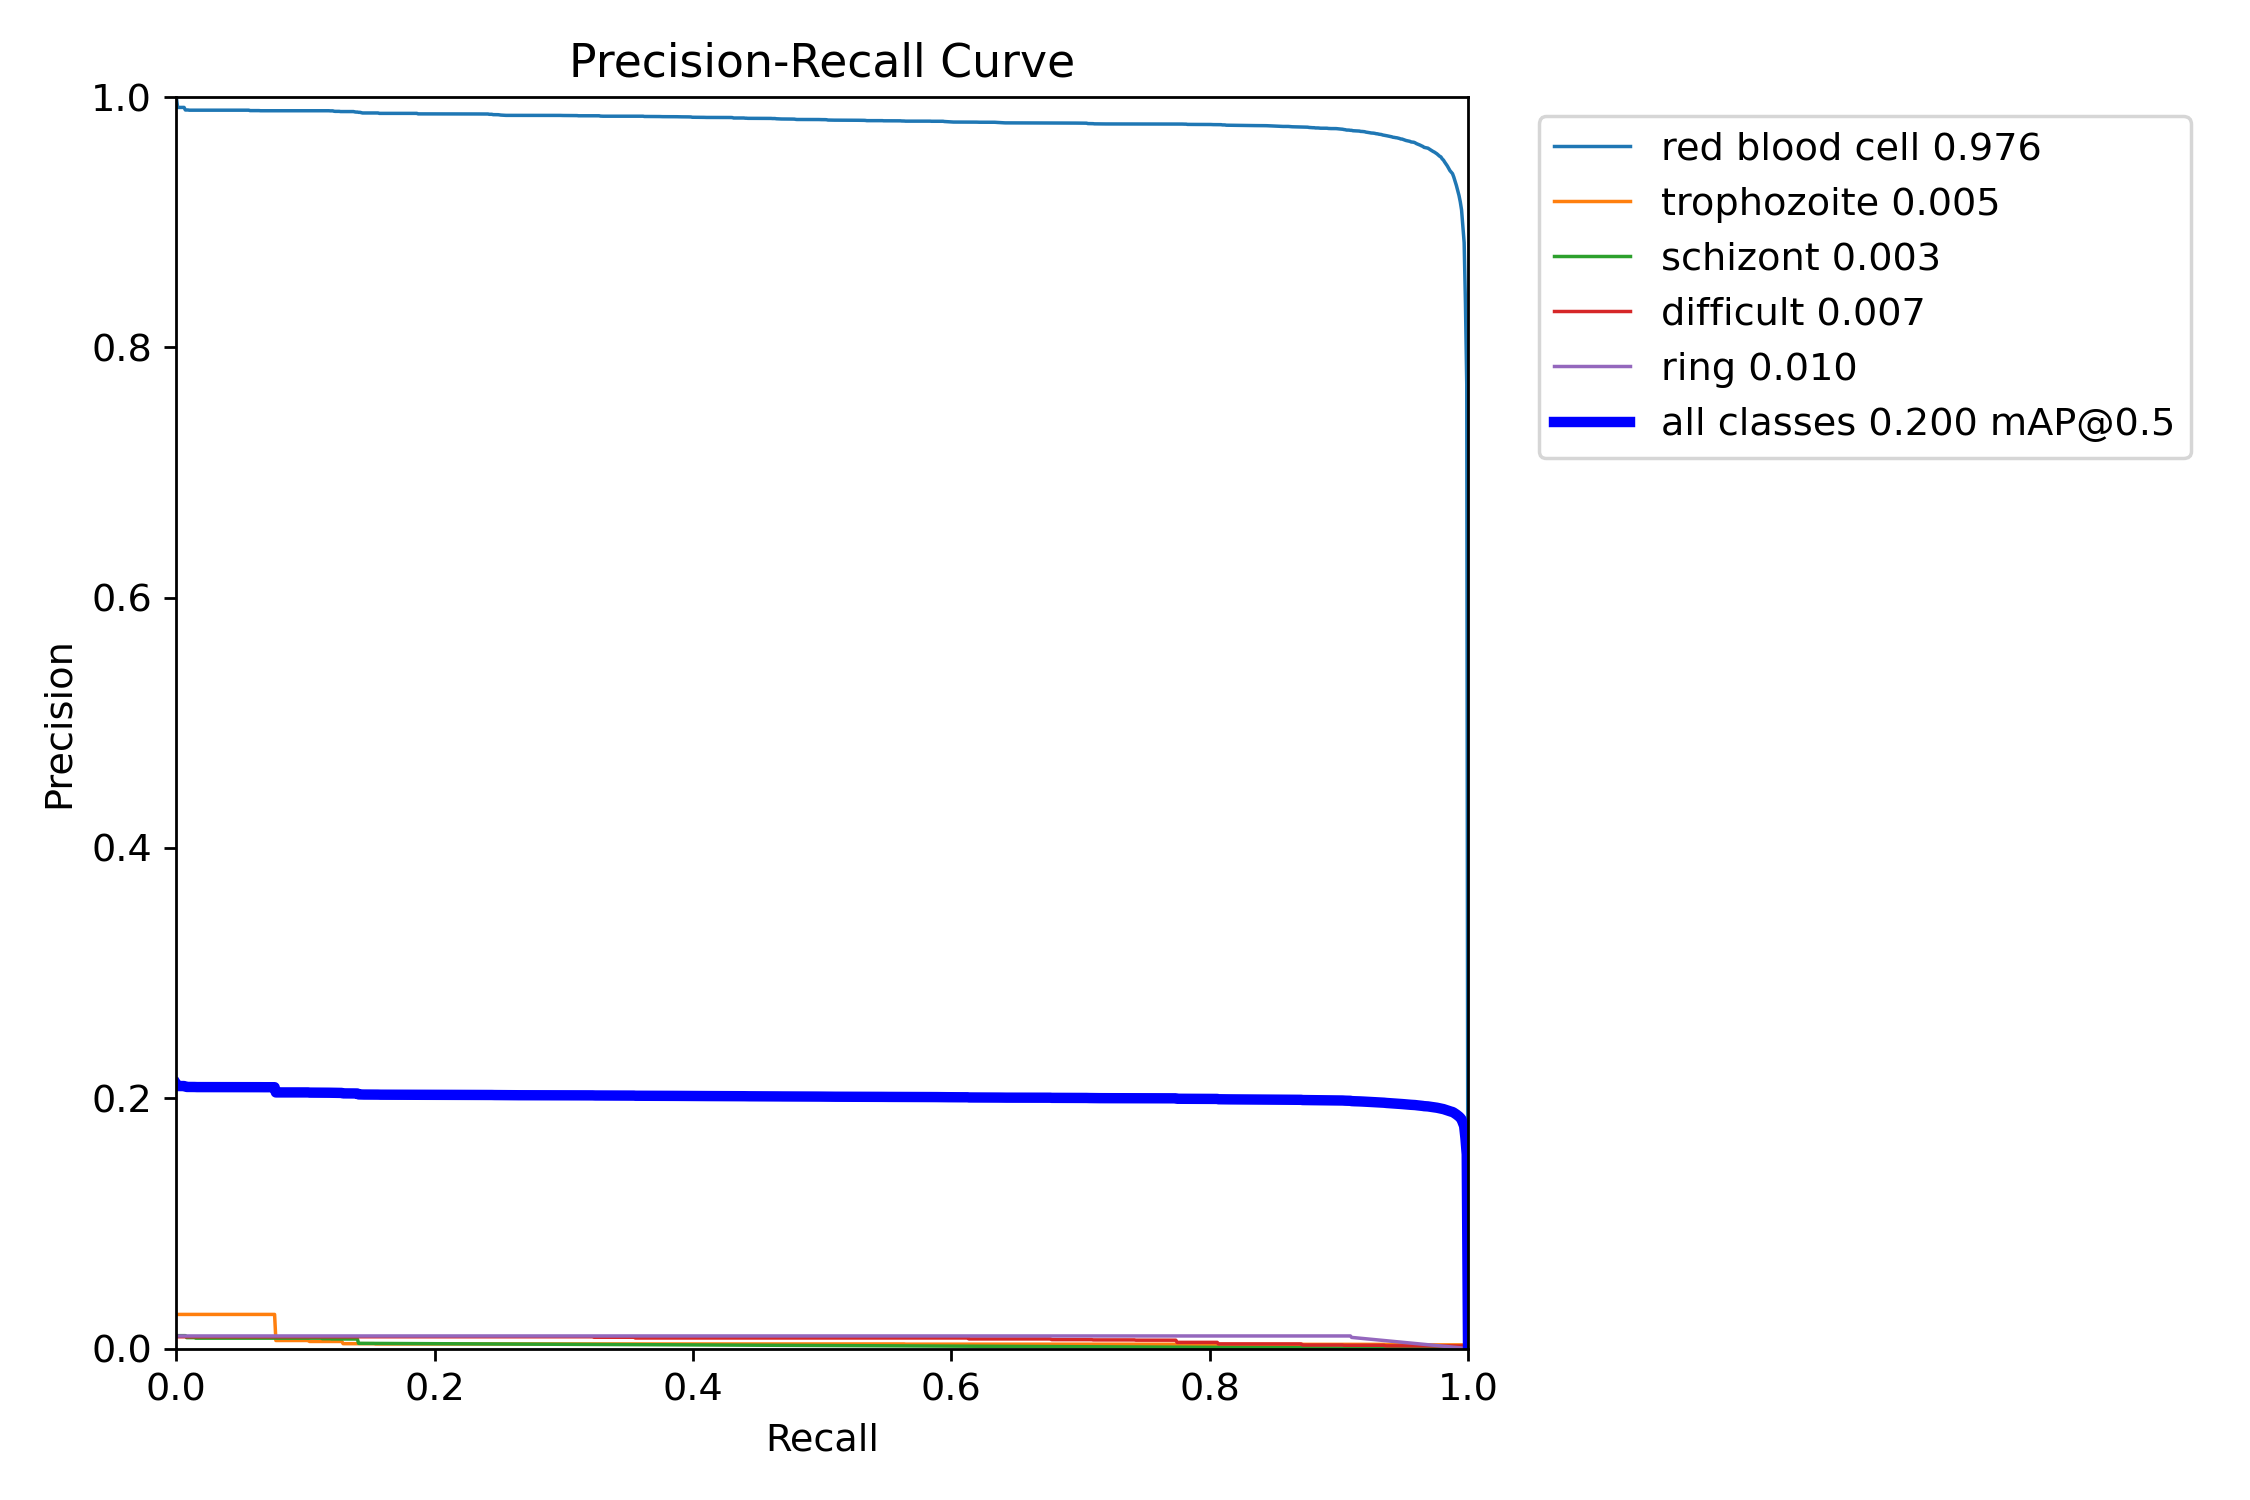 Precision-Recall Curve
1.0
0.8
0.6
0.4
0.2
0.0
Precision
0.0 0.2 0.4 0.6 0.8 1.0
Recall
red blood cell 0.976
trophozoite 0.005
schizont 0.003
difficult 0.007
ring 0.010
all classes 0.200 mAP@0.5